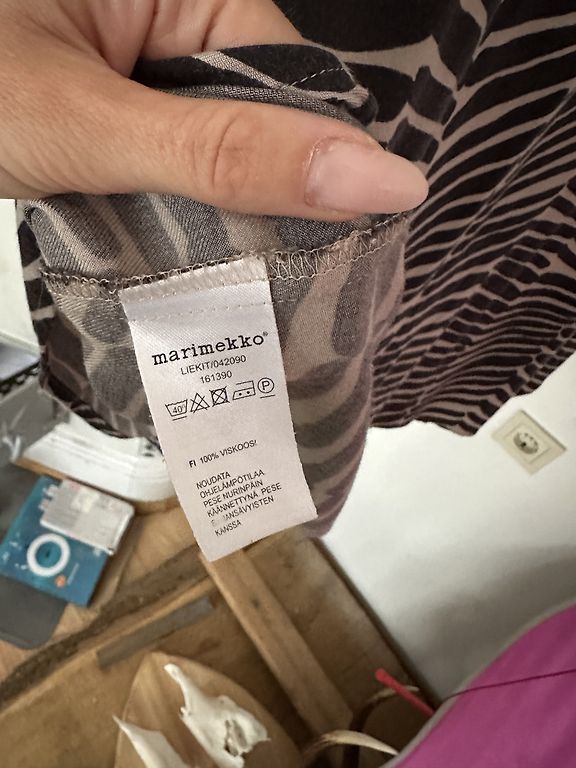 marimekko®
LIEKIT/042090
161390
40°
P
FI 100% VISKOOSI
NOUDATA
OHJELÄMPÖTILAA
PESE NURINPÄIN
KÄÄNNETTYNÄ, PESE
KANSSA